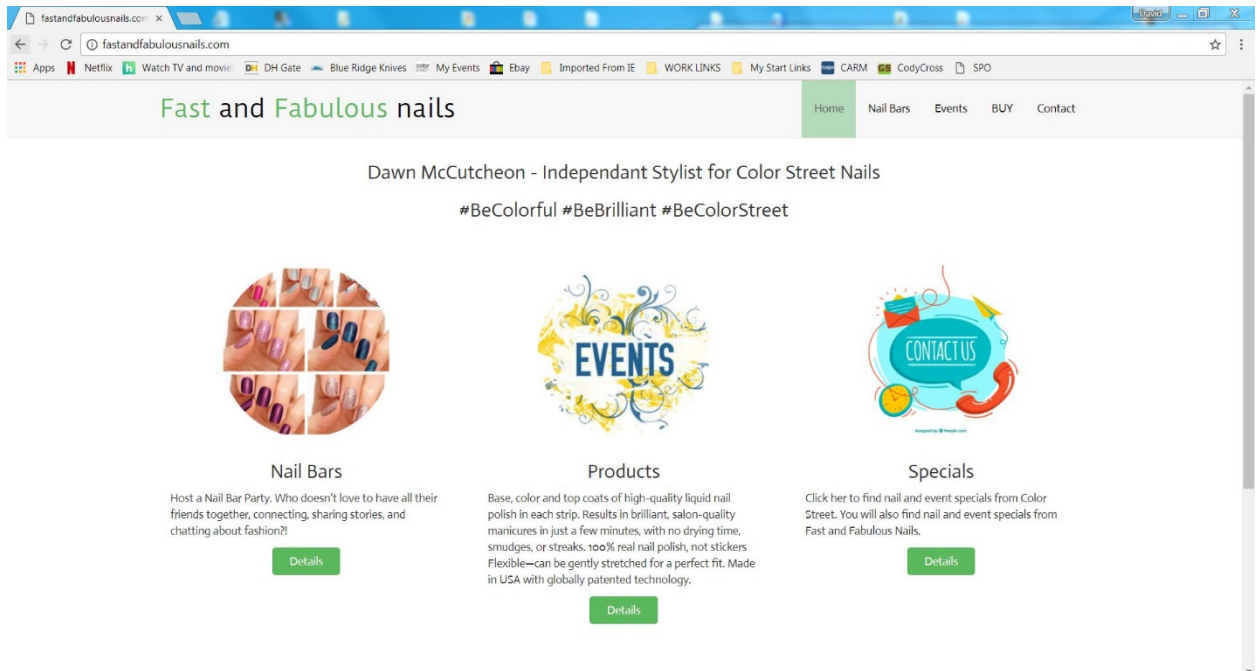 fastandfabulousnails.com
David
fastandfabulousnails.com
Apps Netflix Watch TV and movie DH Gate Blue Ridge Knives My Events Ebay Imported From IE WORK LINKS My Start Links CARM CodyCross SPO
Fast and Fabulous nails
Home Nail Bars Events BUY Contact
Dawn McCutcheon - Independant Stylist for Color Street Nails
#BeColorful #BeBrilliant #BeColorStreet
EVENTS
CONTACT US
designed by freepik.com
Nail Bars
Host a Nail Bar Party. Who doesn't love to have all their
friends together, connecting, sharing stories, and
chatting about fashion?!
Details
Products
Base, color and top coats of high-quality liquid nail
polish in each strip. Results in brilliant, salon-quality
manicures in just a few minutes, with no drying time,
smudges, or streaks. 100% real nail polish, not stickers
Flexible—can be gently stretched for a perfect fit. Made
in USA with globally patented technology.
Details
Specials
Click her to find nail and event specials from Color
Street. You will also find nail and event specials from
Fast and Fabulous Nails.
Details